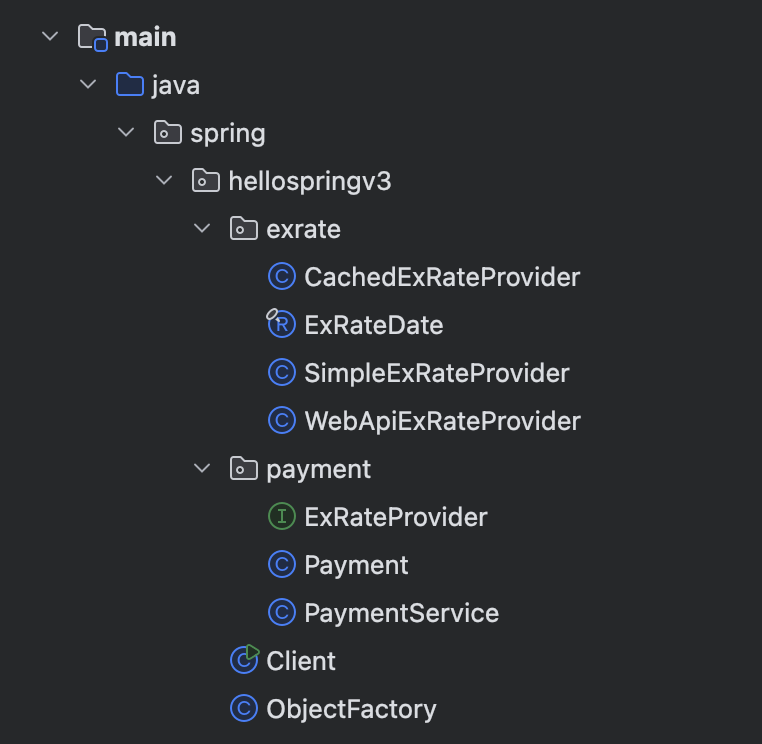 main
java
spring
hellospringv3
exrate
CachedExRateProvider
ExRateDate
SimpleExRateProvider
WebApiExRateProvider
payment
ExRateProvider
Payment
PaymentService
Client
ObjectFactory